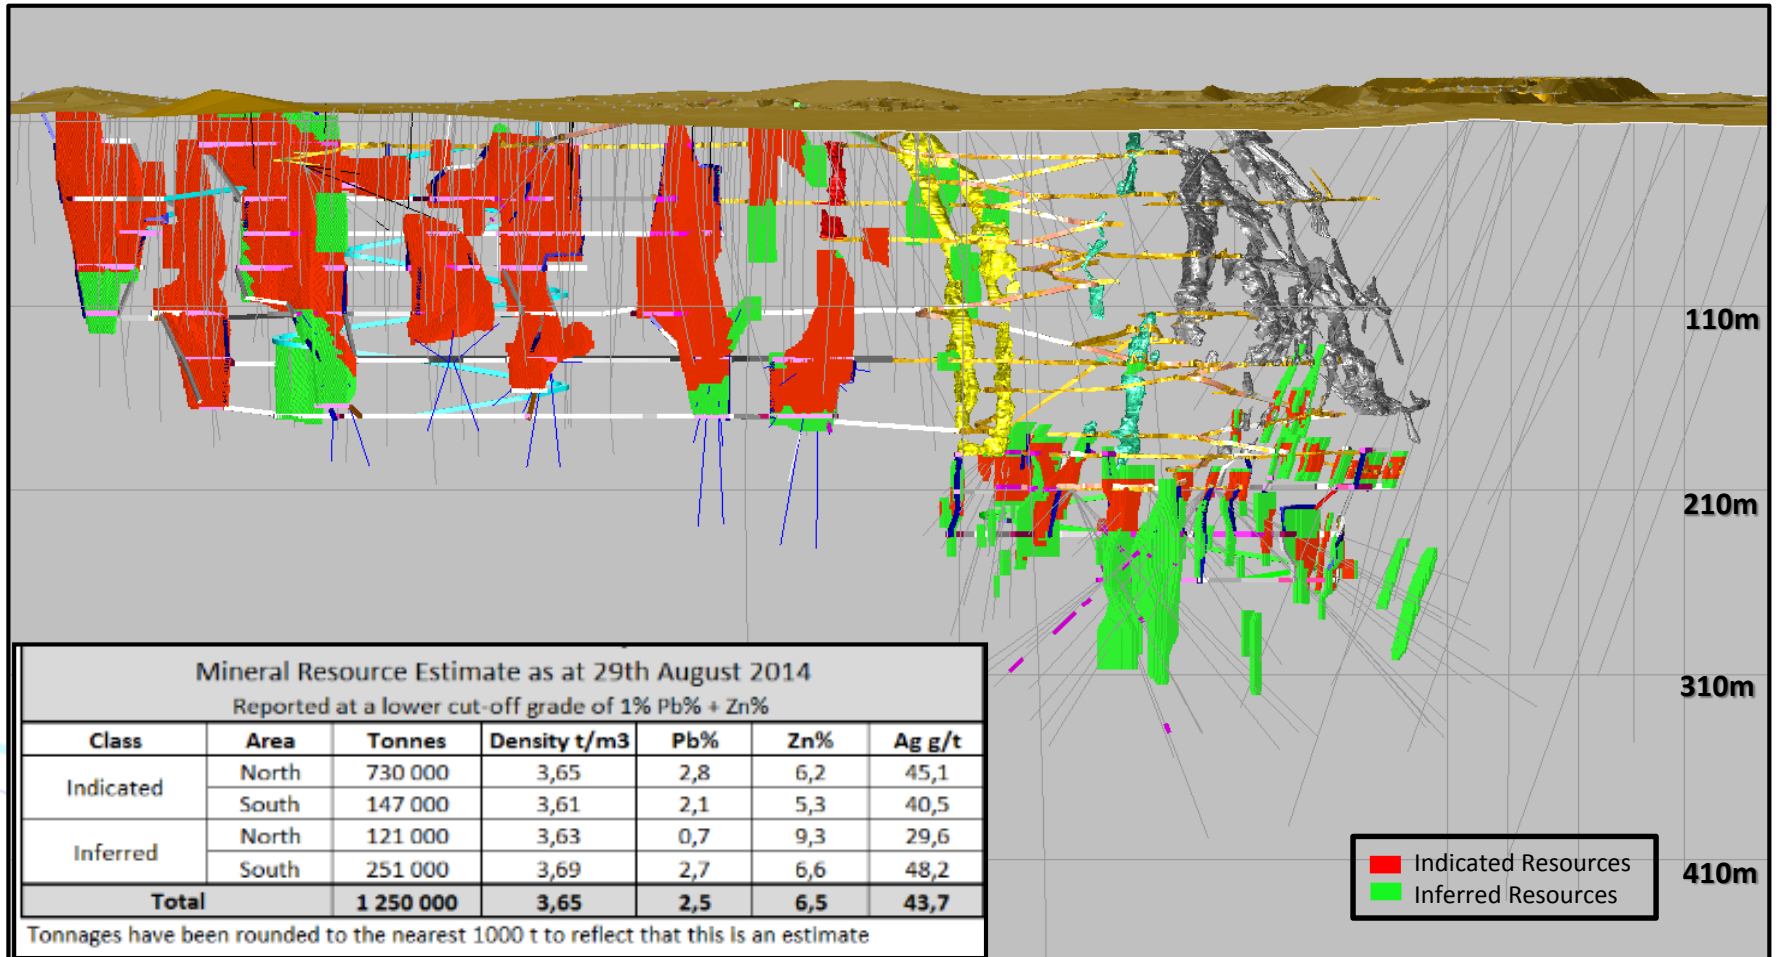 110m
210m
310m
410m
Mineral Resource Estimate as at 29th August 2014
Reported at a lower cut-off grade of 1% Pb% + Zn%
Class Area Tonnes Density t/m3 Pb% Zn% Ag g/t
Indicated North 730 000 3,65 2,8 6,2 45,1
South 147 000 3,61 2,1 5,3 40,5
Inferred North 121 000 3,63 0,7 9,3 29,6
South 251 000 3,69 2,7 6,6 48,2
Total 1 250 000 3,65 2,5 6,5 43,7
Tonnages have been rounded to the nearest 1000 t to reflect that this is an estimate
Indicated Resources
Inferred Resources